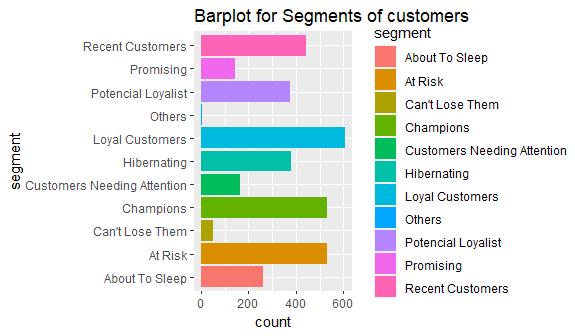 Barplot for Segments of customers
segment
Recent Customers
Promising
Potencial Loyalist
Others
Loyal Customers
Hibernating
Customers Needing Attention
Champions
Can't Lose Them
At Risk
About To Sleep
0 200 400 600
count
segment
About To Sleep
At Risk
Can't Lose Them
Champions
Customers Needing Attention
Hibernating
Loyal Customers
Others
Potencial Loyalist
Promising
Recent Customers